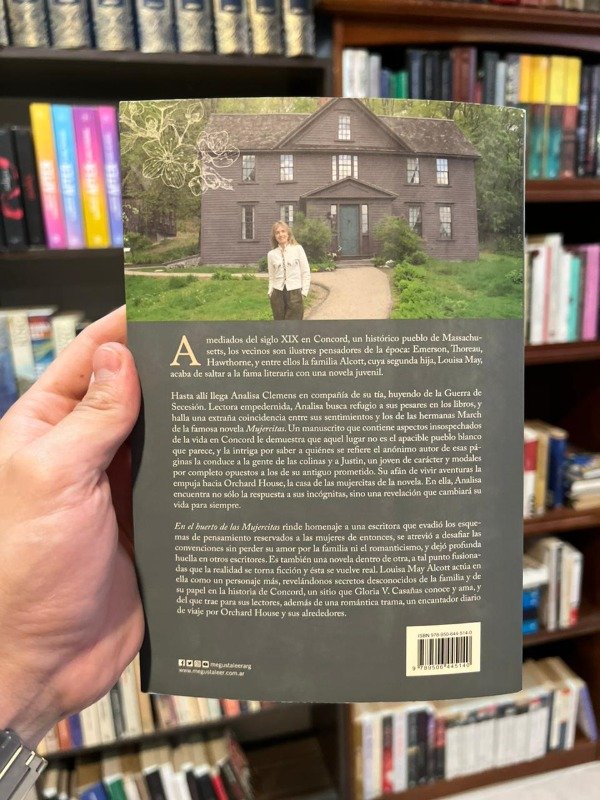 A mediados del siglo XIX en Concord, un histórico pueblo de Massachu-
setts, los vecinos son ilustres pensadores de la época: Emerson, Thoreau,
Hawthorne, y entre ellos la familia Alcott, cuya segunda hija, Louisa May,
acaba de saltar a la fama literaria con una novela juvenil.
Hasta allí llega Analisa Clemens en compañía de su tía, huyendo de la Guerra de
Secesión. Lectora empedernida, Analisa busca refugio a sus pesares en los libros, y
halla una extraña coincidencia entre sus sentimientos y los de las hermanas March
de la famosa novela Mujercitas. Un manuscrito que contiene aspectos insospechados
de la vida en Concord le demuestra que aquel lugar no es el apacible pueblo blanco
que parece, y la intriga por saber a quiénes se refiere el anónimo autor de esas pá-
ginas la conduce a la gente de las colinas y a Justin, un joven de carácter y modales
por completo opuestos a los de su antiguo prometido. Su afán de vivir aventuras la
empuja hacia Orchard House, la casa de las mujercitas de la novela. En ella, Analisa
encuentra no sólo la respuesta a sus incógnitas, sino una revelación que cambiará su
vida para siempre.
En el huerto de las Mujercitas rinde homenaje a una escritora que evadió los esque-
mas de pensamiento reservados a las mujeres de entonces, se atrevió a desafiar las
convenciones sin perder su amor por la familia ni el romanticismo, y dejó profunda
huella en otros escritores. Es también una novela dentro de otra, a tal punto fusiona-
das que la realidad se torna ficción y ésta se vuelve real. Louisa May Alcott actúa en
ella como un personaje más, revelándonos secretos desconocidos de la familia y de
su papel en la historia de Concord, un sitio que Gloria V. Casañas conoce y ama, y
del que trae para sus lectores, además de una romántica trama, un encantador diario
de viaje por Orchard House y sus alrededores.
megustaleerarg
www.megustaleer.com.ar
ISBN 978-950-644-514-0
9789506445140